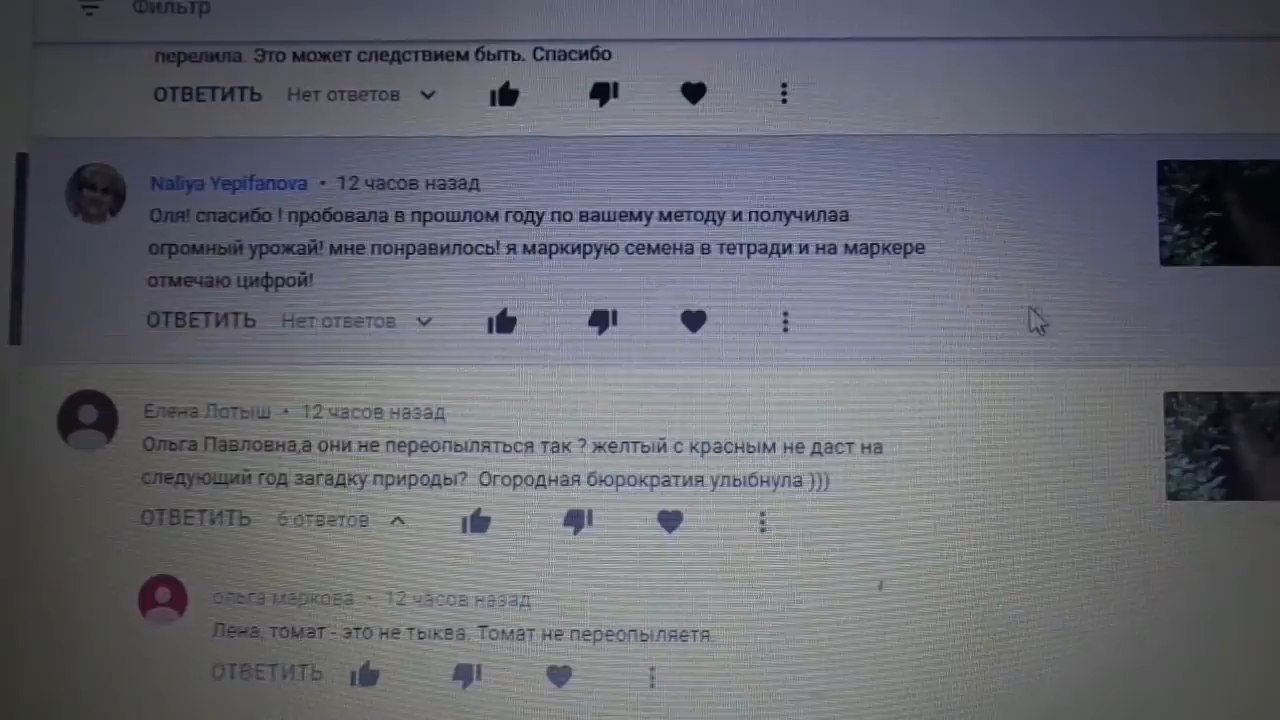 Фильтр
перелила. Это может следствием быть. Спасибо
ОТВЕТИТЬ Нет ответов
Naliya Yepifanova • 12 часов назад
Оля! спасибо ! пробовала в прошлом году по вашему методу и получилаа
огромный урожай! мне понравилось! я маркирую семена в тетради и на маркере
отмечаю цифрой!
ОТВЕТИТЬ Нет ответов
Елена Лотыш • 12 часов назад
Ольга Павловна,а они не переопыляться так ? желтый с красным не даст на
следующий год загадку природы? Огородная бюрократия улыбнула )))
ОТВЕТИТЬ 6 ответов
ольга маркова • 12 часов назад
Лена, томат - это не тыква. Томат не переопыляетя.
ОТВЕТИТЬ